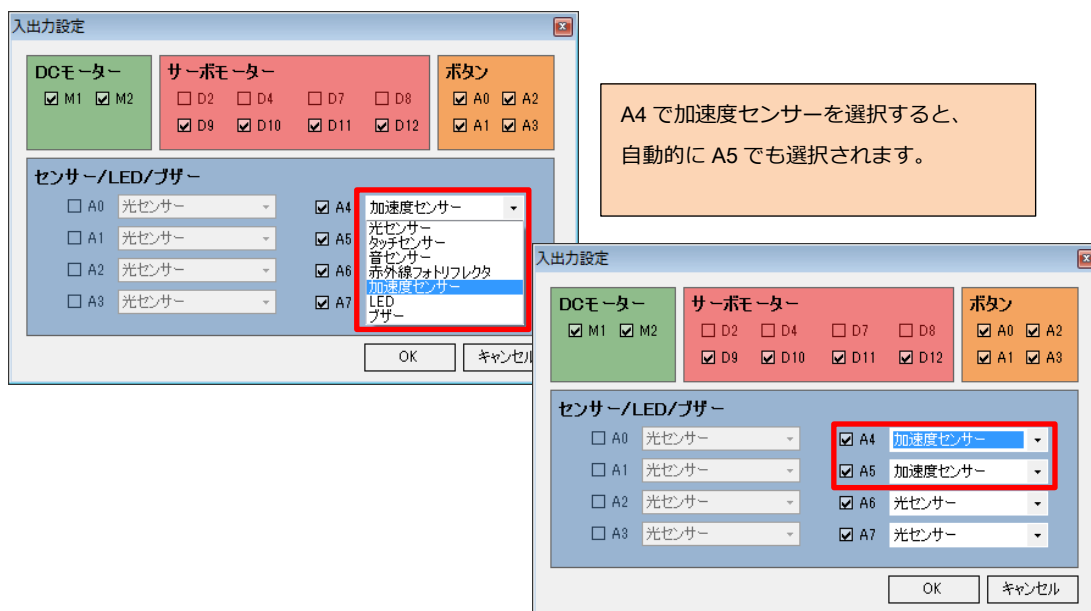 入出力設定
DCモーター
M1 M2
サーボモーター
D2 D4 D7 D8
D9 D10 D11 D12
ボタン
A0 A2
A1 A3
センサー/LED/ブザー
A0 光センサー
A1 光センサー
A2 光センサー
A3 光センサー
A4 加速度センサー
A5
A6
A7
光センサー
タッチセンサー
音センサー
赤外線フォトリフレクタ
加速度センサー
LED
ブザー
OK キャンセル
A4 で加速度センサーを選択すると、
自動的に A5 でも選択されます。
入出力設定
DCモーター
M1 M2
サーボモーター
D2 D4 D7 D8
D9 D10 D11 D12
ボタン
A0 A2
A1 A3
センサー/LED/ブザー
A0 光センサー
A1 光センサー
A2 光センサー
A3 光センサー
A4 加速度センサー
A5 加速度センサー
A6 光センサー
A7 光センサー
OK キャンセル